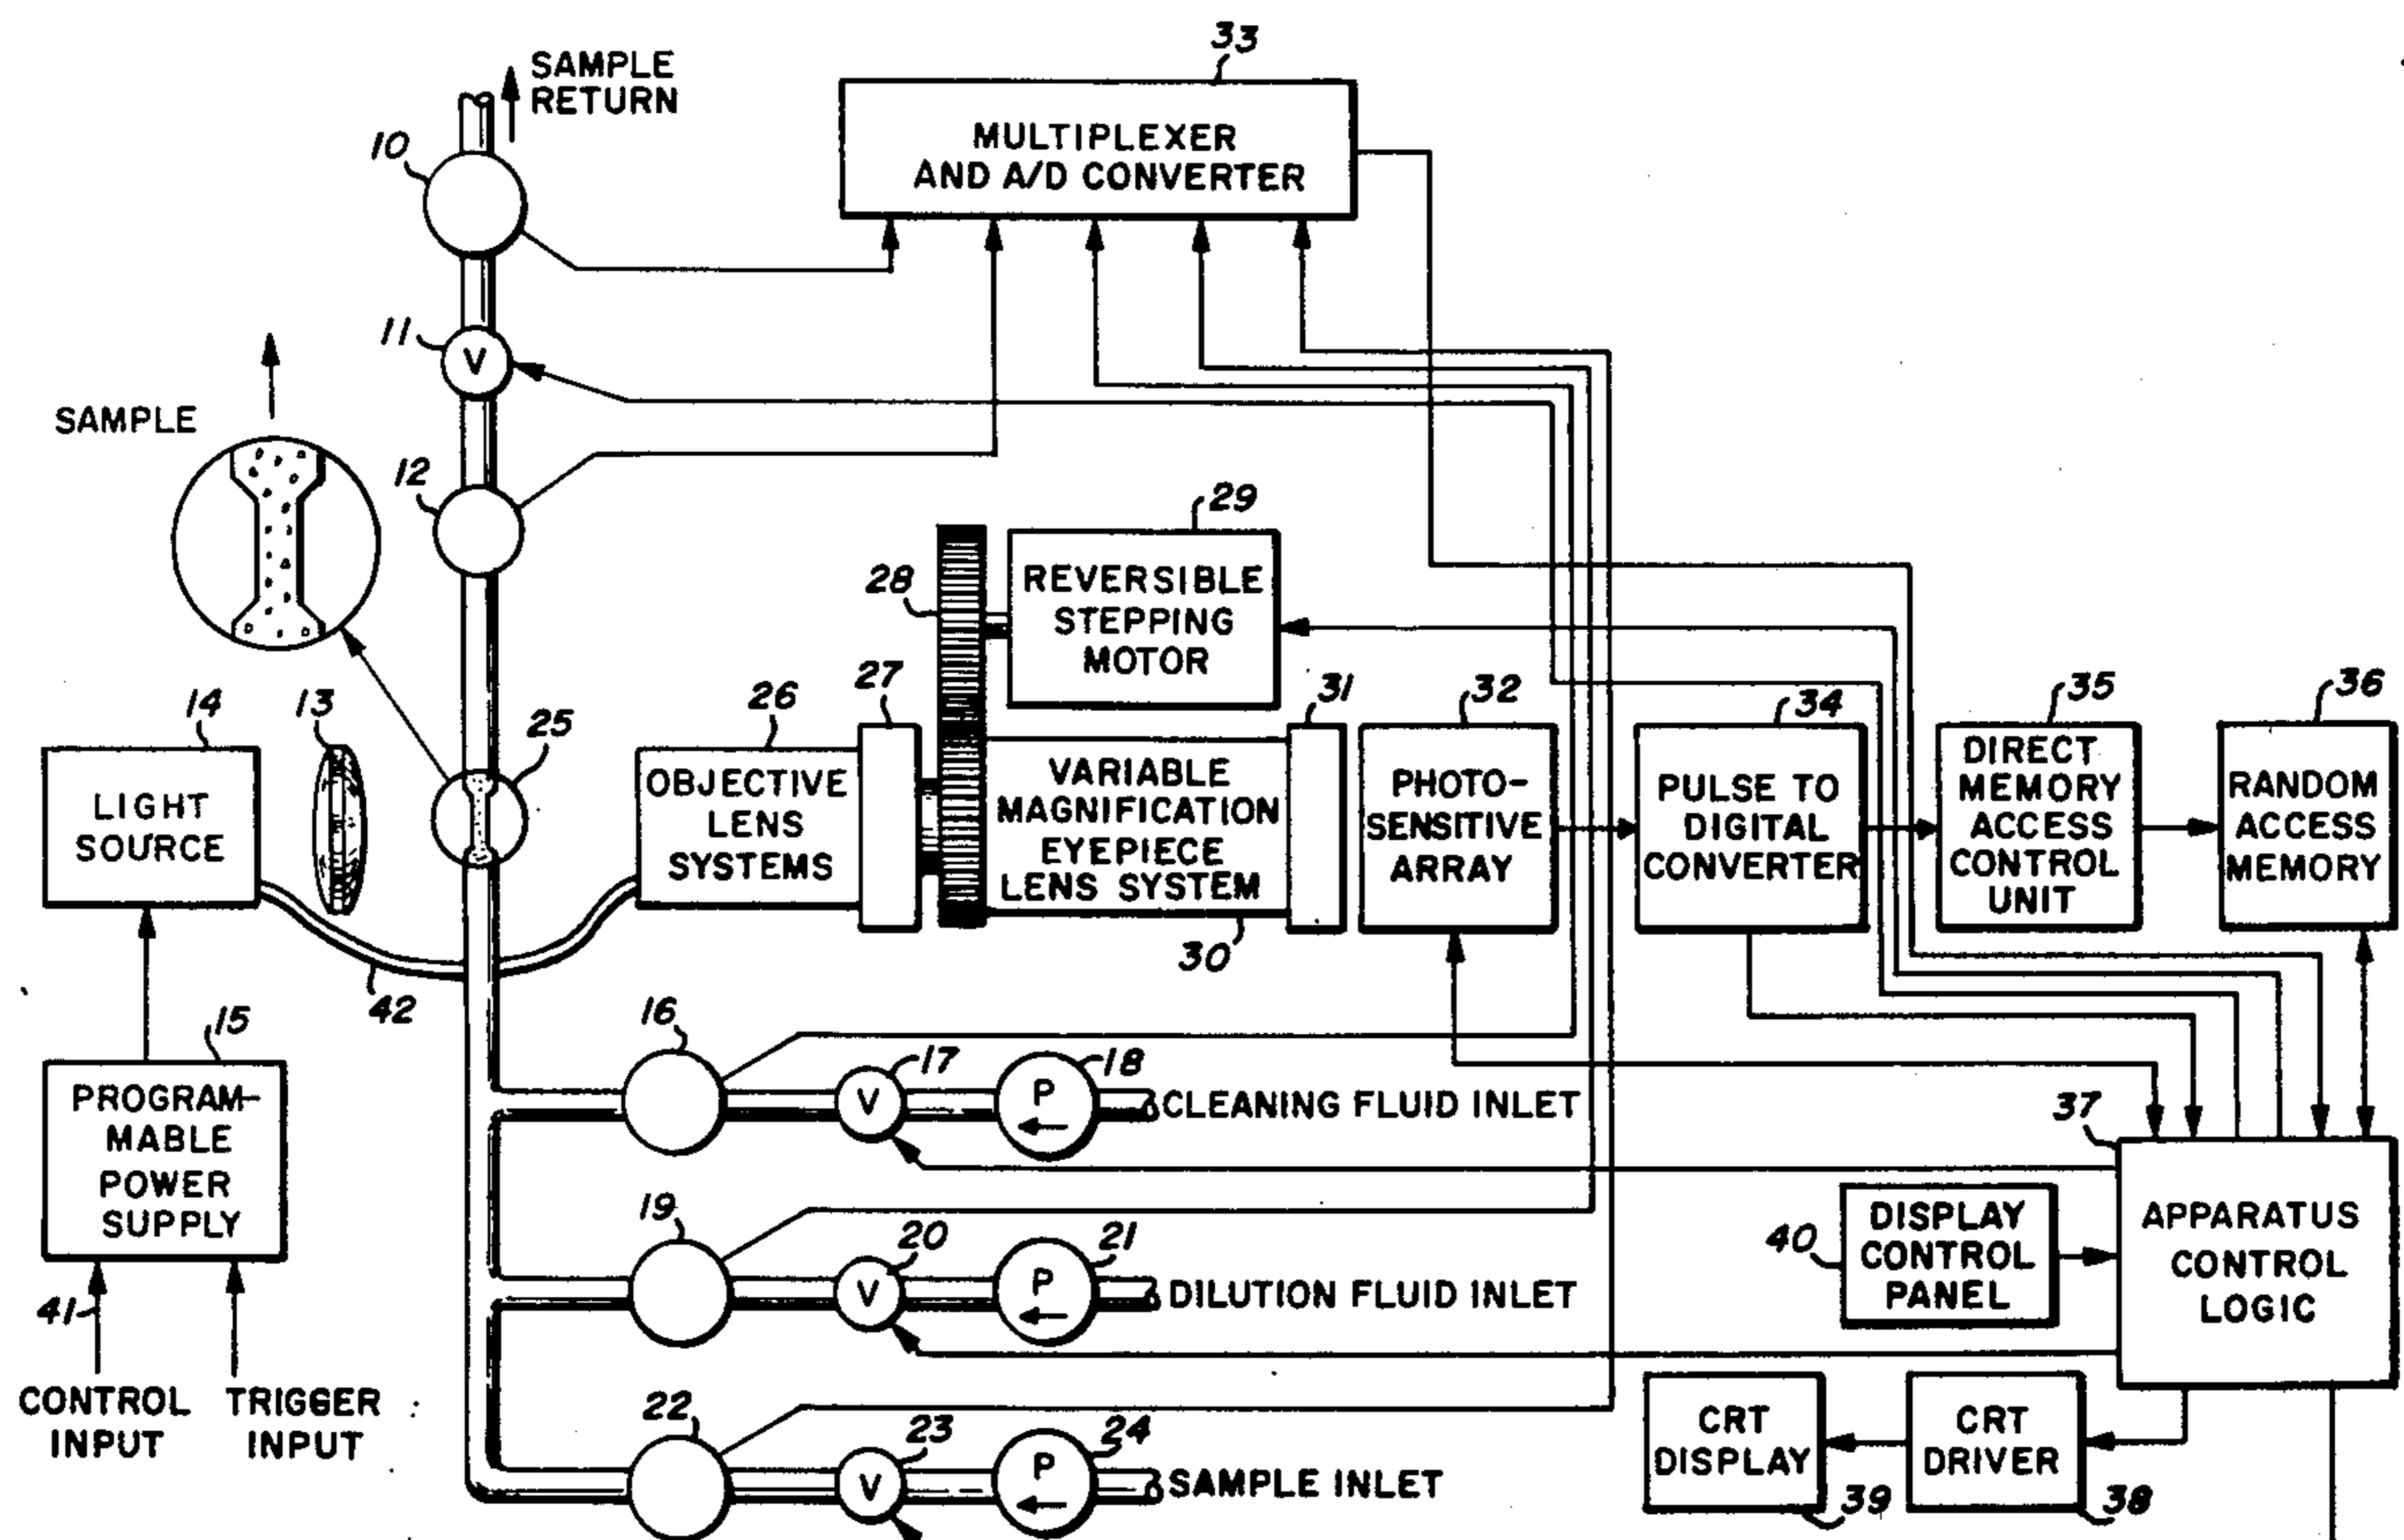 33
SAMPLE
RETURN
10
MULTIPLEXER
AND A/D CONVERTER
11
V
SAMPLE
12
29
28
REVERSIBLE
STEPPING
MOTOR
14
13
25
26
27
31
32
34
35
36
LIGHT
SOURCE
OBJECTIVE
LENS
SYSTEMS
VARIABLE
MAGNIFICATION
EYEPIECE
LENS SYSTEM
30
PHOTO-
SENSITIVE
ARRAY
PULSE TO
DIGITAL
CONVERTER
DIRECT
MEMORY
ACCESS
CONTROL
UNIT
RANDOM
ACCESS
MEMORY
42
15
PROGRAM-
MABLE
POWER
SUPPLY
16
17
V
18
P
CLEANING FLUID INLET
37
19
20
V
21
P
DILUTION FLUID INLET
40
DISPLAY
CONTROL
PANEL
APPARATUS
CONTROL
LOGIC
41
CONTROL
INPUT
TRIGGER
INPUT
22
23
V
24
P
SAMPLE INLET
CRT
DISPLAY
39
CRT
DRIVER
38